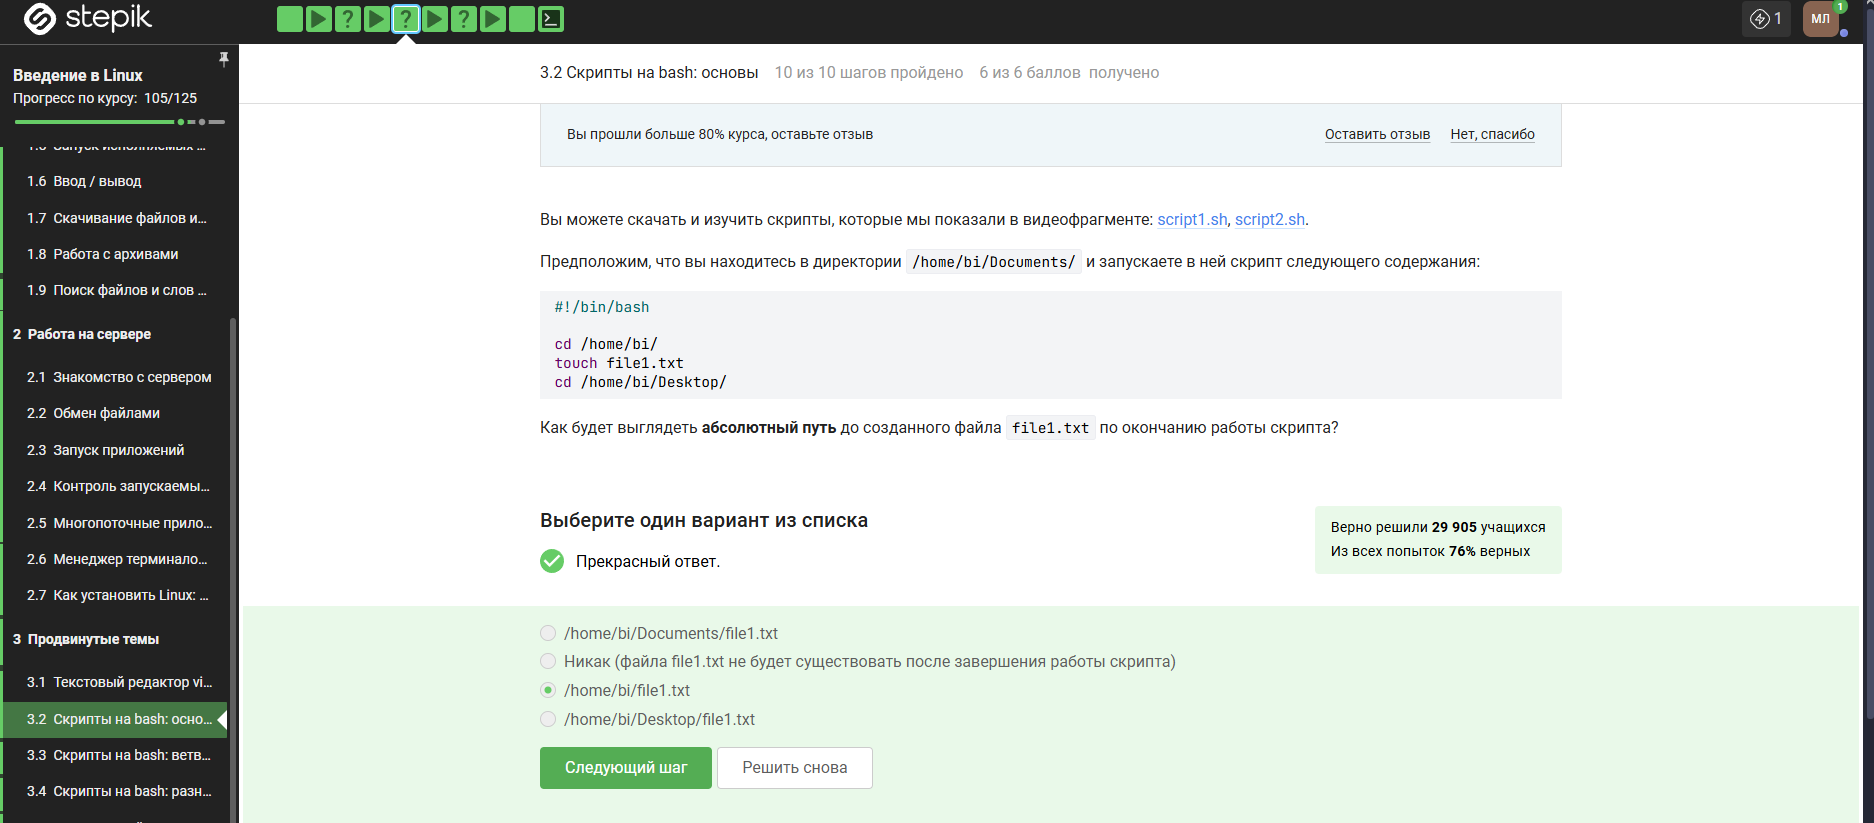 stepik
1
МЛ
1
Введение в Linux
Прогресс по курсу: 105/125
1.6 Ввод / вывод
1.7 Скачивание файлов и...
1.8 Работа с архивами
1.9 Поиск файлов и слов ...
2 Работа на сервере
2.1 Знакомство с сервером
2.2 Обмен файлами
2.3 Запуск приложений
2.4 Контроль запускаемы...
2.5 Многопоточные прило...
2.6 Менеджер терминало...
2.7 Как установить Linux: ...
3 Продвинутые темы
3.1 Текстовый редактор vi...
3.2 Скрипты на bash: осно...
3.3 Скрипты на bash: ветв...
3.4 Скрипты на bash: разн...
3.2 Скрипты на bash: основы 10 из 10 шагов пройдено 6 из 6 баллов получено
Вы прошли больше 80% курса, оставьте отзыв Оставить отзыв Нет, спасибо
Вы можете скачать и изучить скрипты, которые мы показали в видеофрагменте: script1.sh, script2.sh.
Предположим, что вы находитесь в директории /home/bi/Documents/ и запускаете в ней скрипт следующего содержания:
#!/bin/bash
cd /home/bi/
touch file1.txt
cd /home/bi/Desktop/
Как будет выглядеть абсолютный путь до созданного файла file1.txt по окончанию работы скрипта?
Выберите один вариант из списка
Прекрасный ответ.
Верно решили 29 905 учащихся
Из всех попыток 76% верных
/home/bi/Documents/file1.txt
Никак (файла file1.txt не будет существовать после завершения работы скрипта)
/home/bi/file1.txt
/home/bi/Desktop/file1.txt
Следующий шаг Решить снова